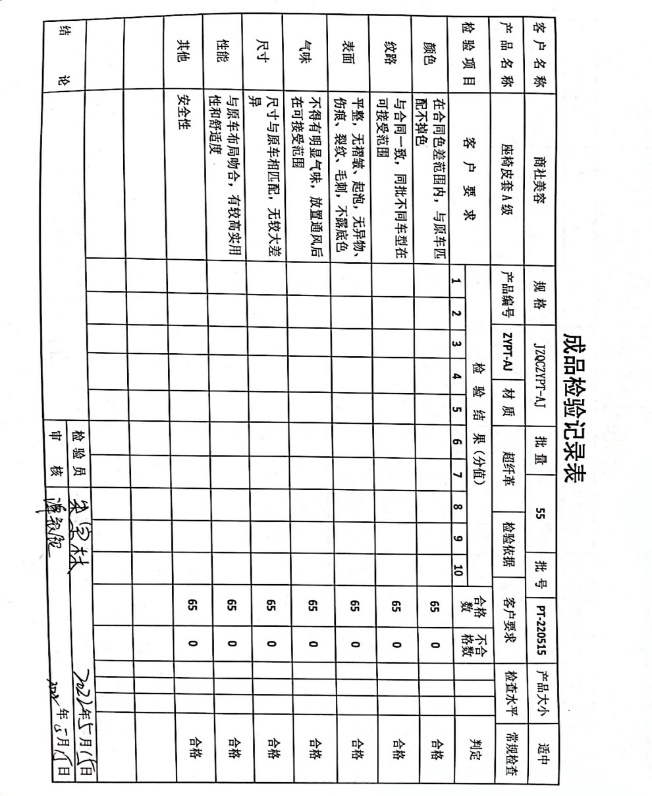 成品检验记录表
客户名称 商社美容 规格 JZQCZYPT-AJ 批量 55 批号 PT-220515 产品大小 适中
产品名称 座椅皮套A级 产品编号 ZYPT-AJ 材质 超纤革 检验依据 客户要求 检查水平 常规检查
检验项目 客户要求 检验结果(分值) 合格数 不合格数 判定
1 2 3 4 5 6 7 8 9 10
颜色 在合同色差范围内，与原车匹配不掉色 65 0 合格
纹路 与合同一致，同批不同车型在可接受范围 65 0 合格
表面 平整，无褶皱、起泡，无异物、伤痕、裂纹、毛刺，不露底色 65 0 合格
气味 不得有明显气味，放置通风后在可接受范围 65 0 合格
尺寸 尺寸与原车相匹配，无较大差异 65 0 合格
性能 与原车布局吻合，有较高实用性和舒适度 65 0 合格
其他 安全性 65 0 合格
结论 检验员 2022年5月15日
审核 年5月15日